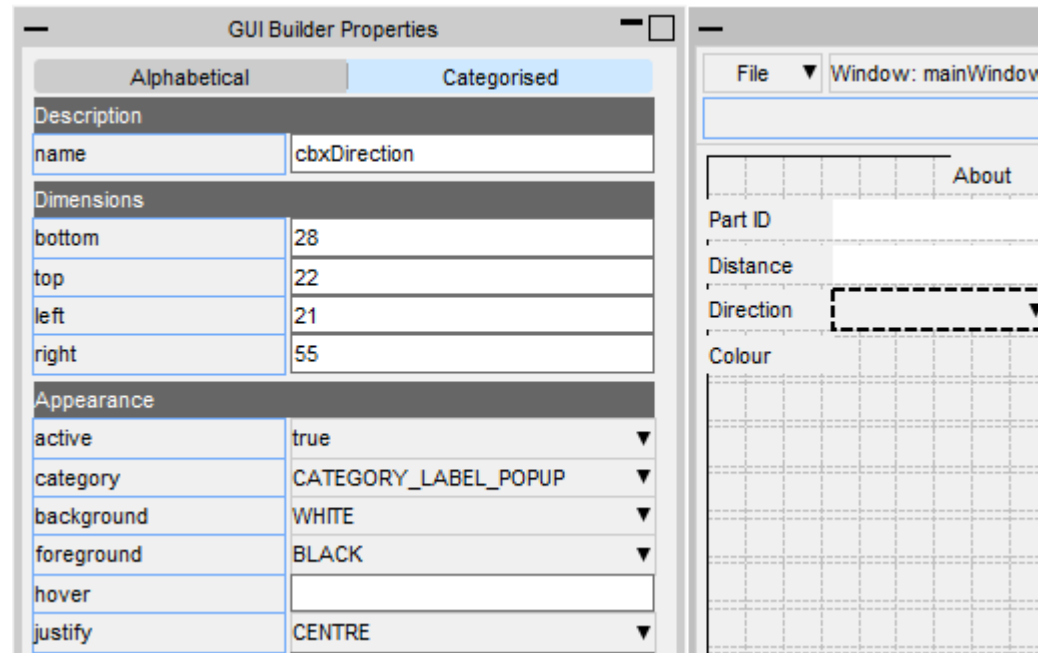 GUI Builder Properties
Alphabetical Categorised
Description
name cbxDirection
Dimensions
bottom 28
top 22
left 21
right 55
Appearance
active true
category CATEGORY_LABEL_POPUP
background WHITE
foreground BLACK
hover
justify CENTRE
File Window: mainWindow
About
Part ID
Distance
Direction
Colour